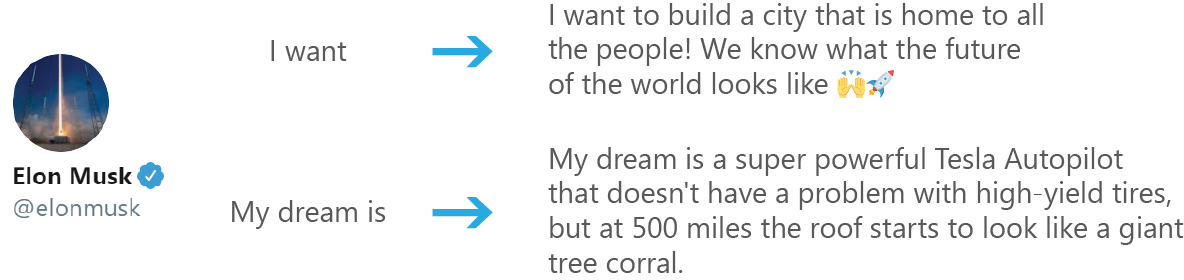 I want
I want to build a city that is home to all
the people! We know what the future
of the world looks like 🙌🚀
Elon Musk
@elonmusk
My dream is
My dream is a super powerful Tesla Autopilot
that doesn't have a problem with high-yield tires,
but at 500 miles the roof starts to look like a giant
tree corral.